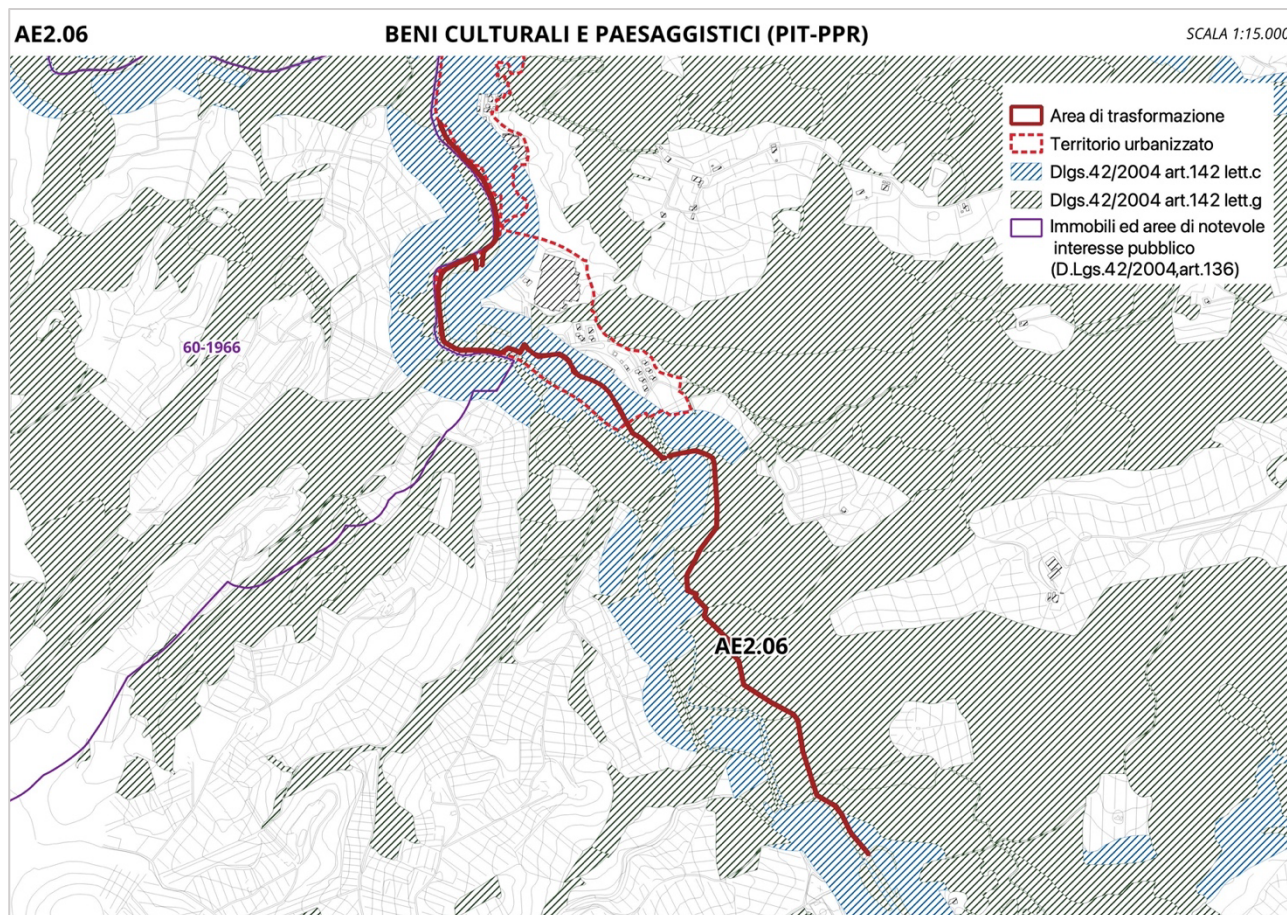 AE2.06
BENI CULTURALI E PAESAGGISTICI (PIT-PPR)
SCALA 1:15.000
Area di trasformazione
Territorio urbanizzato
Dlgs.42/2004 art.142 lett.c
Dlgs.42/2004 art.142 lett.g
Immobili ed aree di notevole
interesse pubblico
(D.Lgs.42/2004,art.136)
60-1966
AE2.06